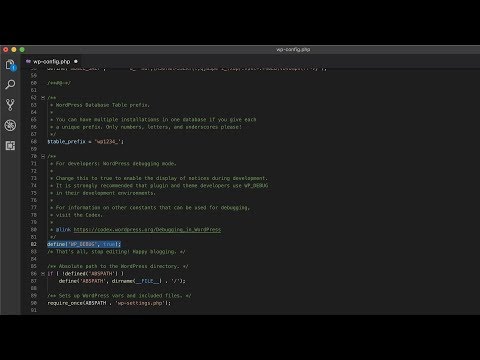 wp-config.php
wp-config.php
59
60 /**#@-*/
61
62 /**
63 * WordPress Database Table prefix.
64 *
65 * You can have multiple installations in one database if you give each
66 * a unique prefix. Only numbers, letters, and underscores please!
67 */
68 $table_prefix = 'wp1234_';
69
70 /**
71 * For developers: WordPress debugging mode.
72 *
73 * Change this to true to enable the display of notices during development.
74 * It is strongly recommended that plugin and theme developers use WP_DEBUG
75 * in their development environments.
76 *
77 * For information on other constants that can be used for debugging,
78 * visit the Codex.
79 *
80 * @link https://codex.wordpress.org/Debugging_in_WordPress
81 */
82 define('WP_DEBUG', true);
83 /* That's all, stop editing! Happy blogging. */
84
85 /** Absolute path to the WordPress directory. */
86 if ( !defined('ABSPATH') )
87 define('ABSPATH', dirname(__FILE__) . '/');
88
89 /** Sets up WordPress vars and included files. */
90 require_once(ABSPATH . 'wp-settings.php');
91